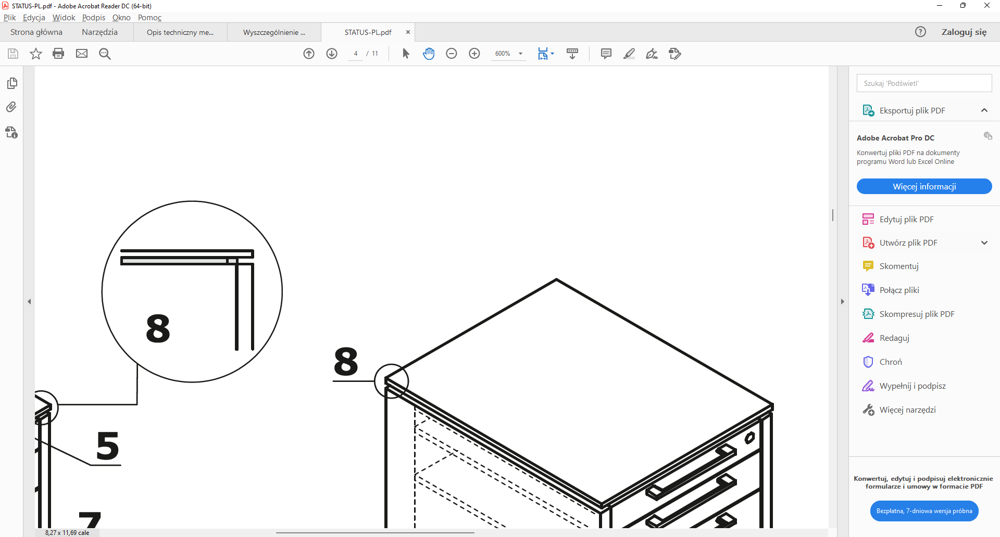 STATUS-PL.pdf - Adobe Acrobat Reader DC (64-bit)
Plik Edycja Widok Podpis Okno Pomoc
Strona główna Narzędzia Opis techniczny me... Wyszczególnienie ... STATUS-PL.pdf Zaloguj się
4 / 11 600%
Szukaj 'Podświetl'
Eksportuj plik PDF
Adobe Acrobat Pro DC
Konwertuj pliki PDF na dokumenty
programu Word lub Excel Online
Więcej informacji
Edytuj plik PDF
Utwórz plik PDF
Skomentuj
Połącz pliki
Skompresuj plik PDF
Redaguj
Chroń
Wypełnij i podpisz
Więcej narzędzi
Konwertuj, edytuj i podpisuj elektronicznie
formularze i umowy w formacie PDF
Bezpłatna, 7-dniowa wersja próbna
8
8
5
7
8,27 x 11,69 cale